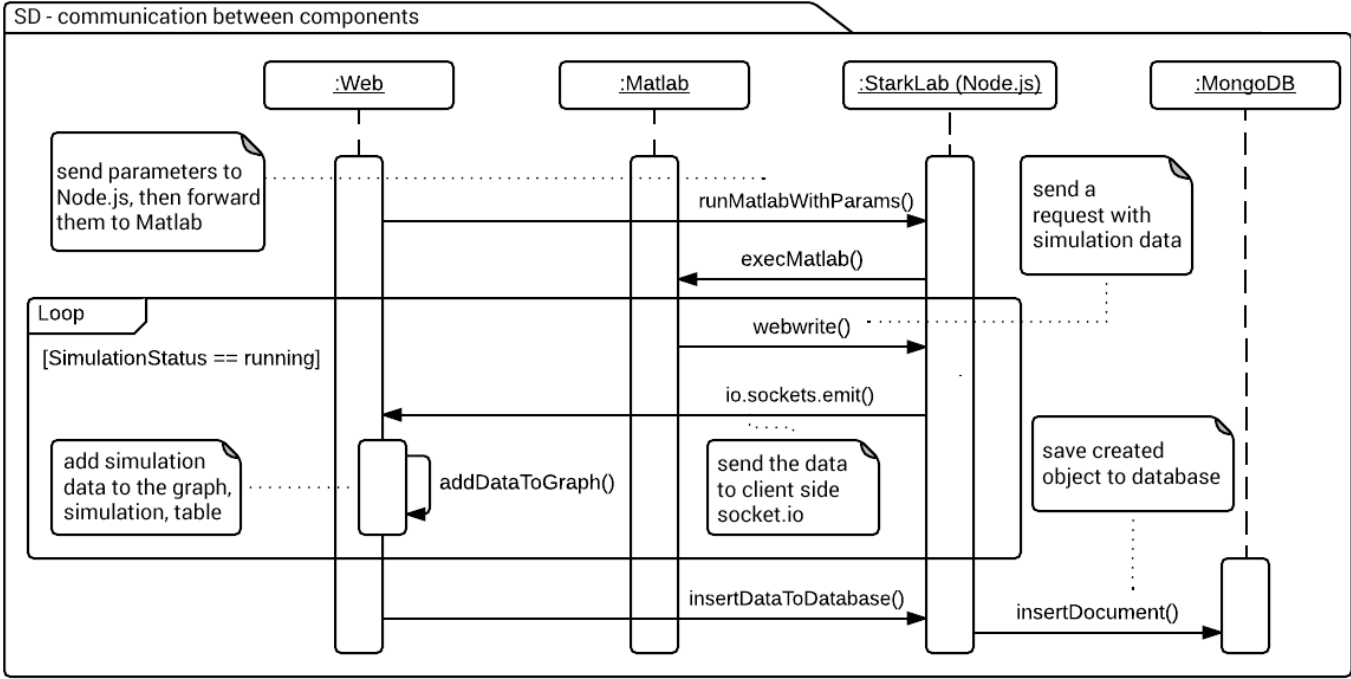 SD - communication between components
:Web
:Matlab
:StarkLab (Node.js)
:MongoDB
send parameters to
Node.js, then forward
them to Matlab
runMatlabWithParams()
send a
request with
simulation data
execMatlab()
Loop
[SimulationStatus == running]
webwrite()
io.sockets.emit()
add simulation
data to the graph,
simulation, table
addDataToGraph()
send the data
to client side
socket.io
save created
object to database
insertDataToDatabase()
insertDocument()